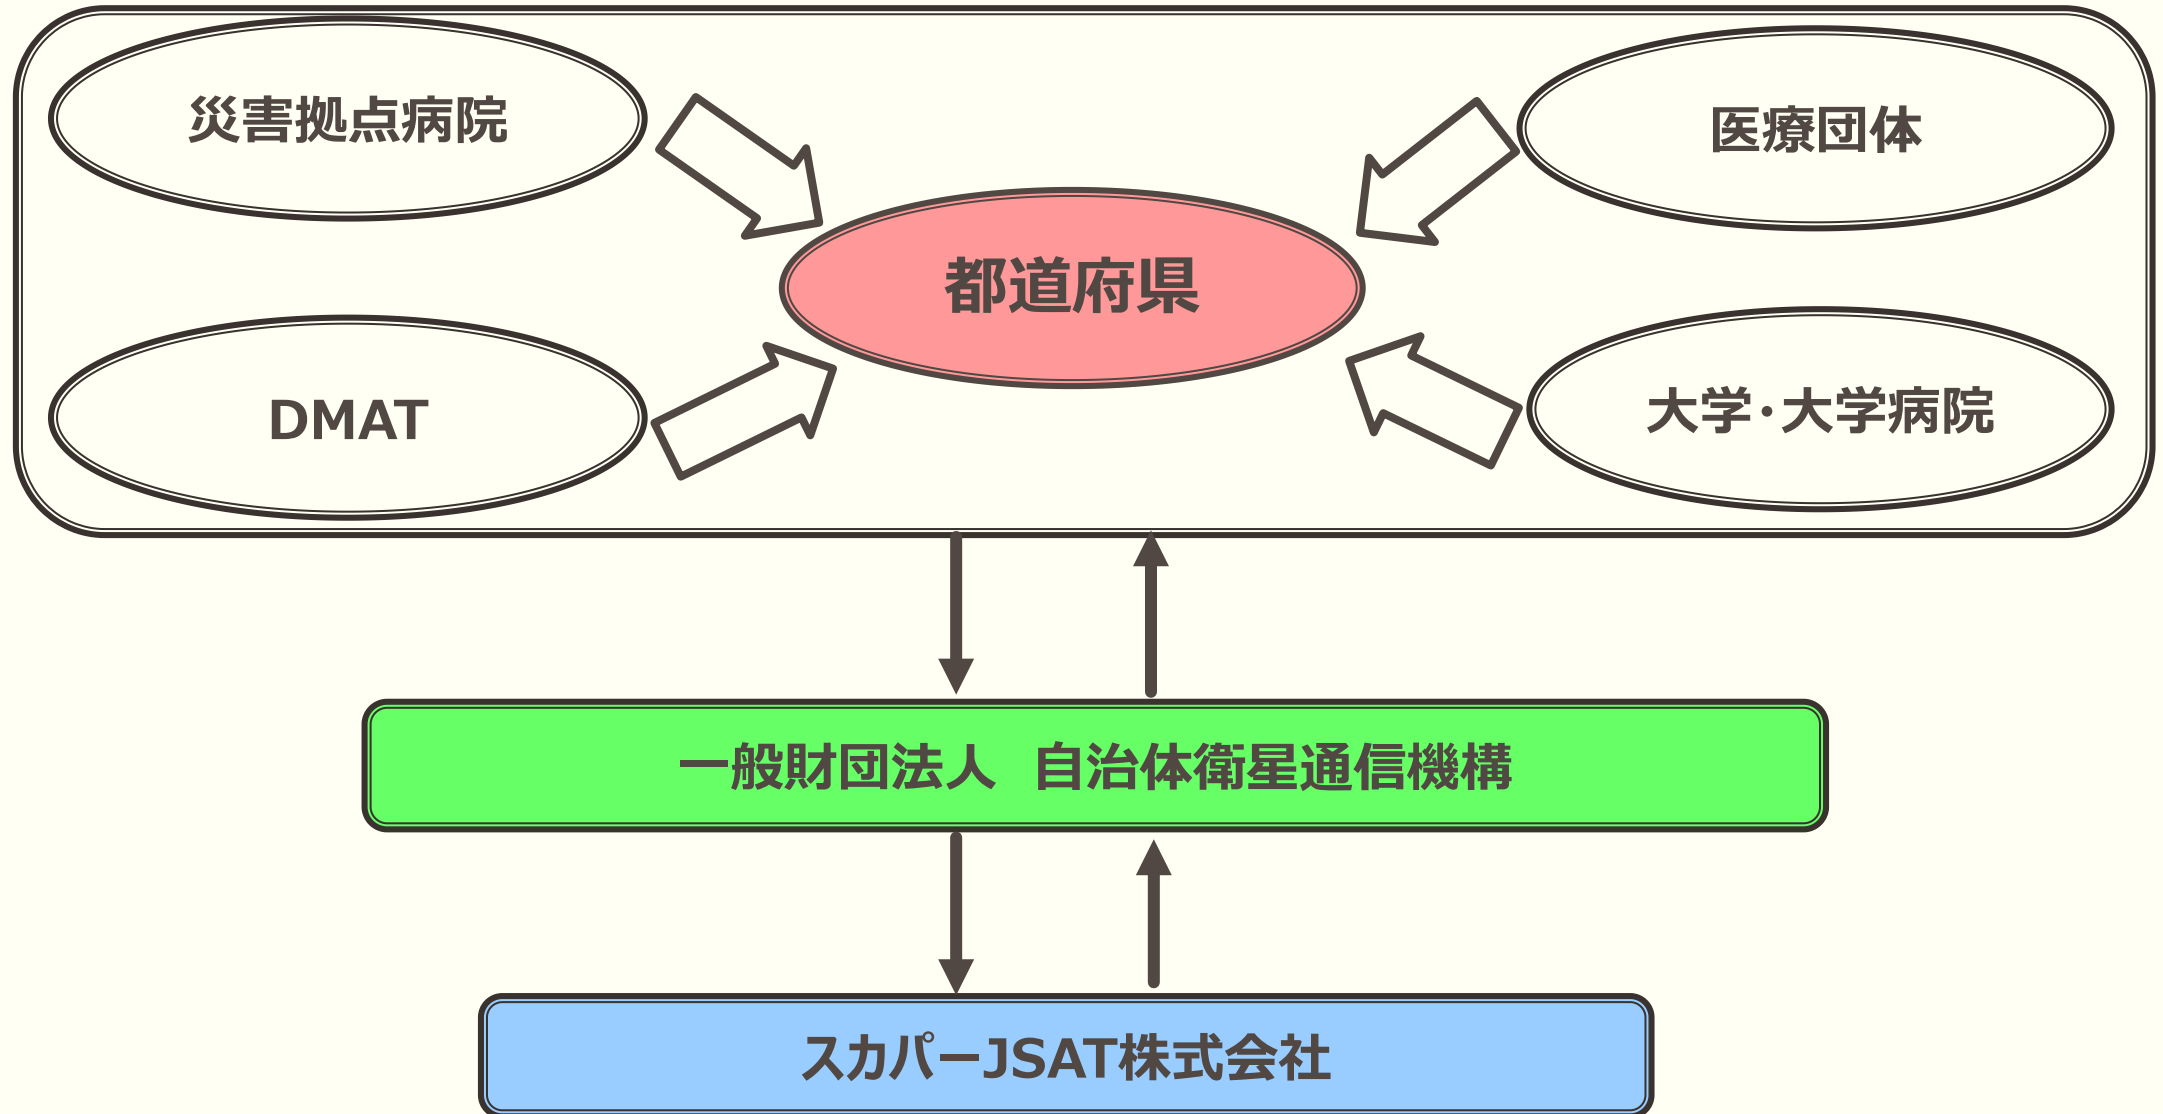 災害拠点病院
医療団体
都道府県
DMAT
大学・大学病院
一般財団法人　自治体衛星通信機構
スカパーJSAT株式会社